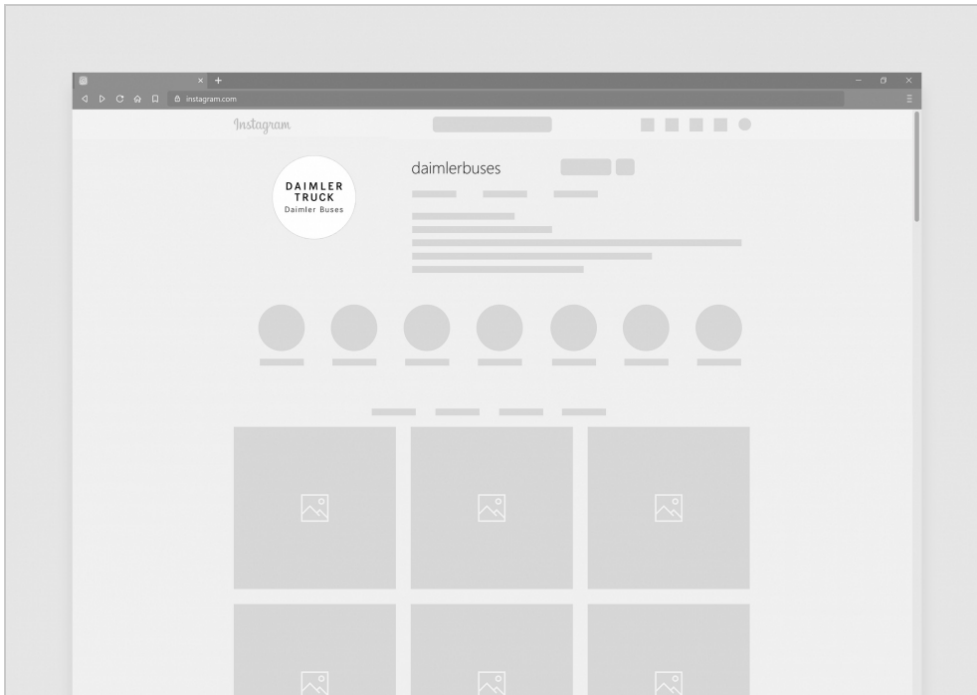 instagram.com
Instagram
daimlerbuses
DAIMLER
TRUCK
Daimler Buses